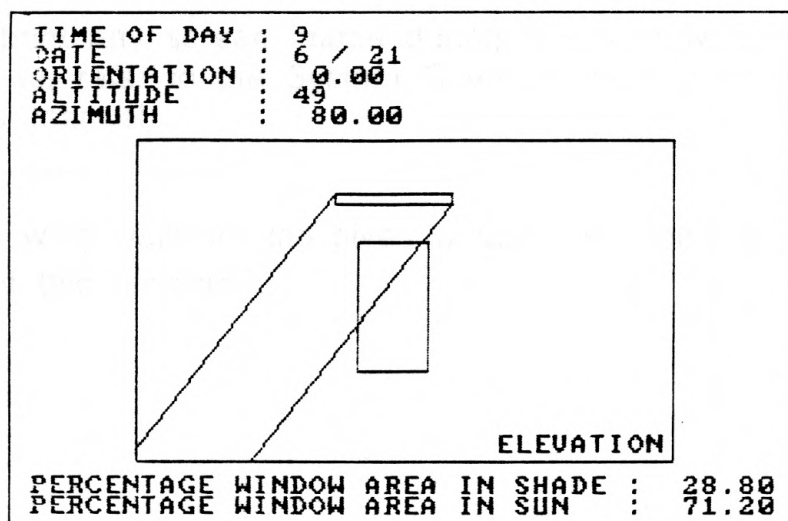 TIME OF DAY : 9
DATE : 6 / 21
ORIENTATION : 0.00
ALTITUDE : 49
AZIMUTH : 80.00
ELEVATION
PERCENTAGE WINDOW AREA IN SHADE : 28.80
PERCENTAGE WINDOW AREA IN SUN : 71.20